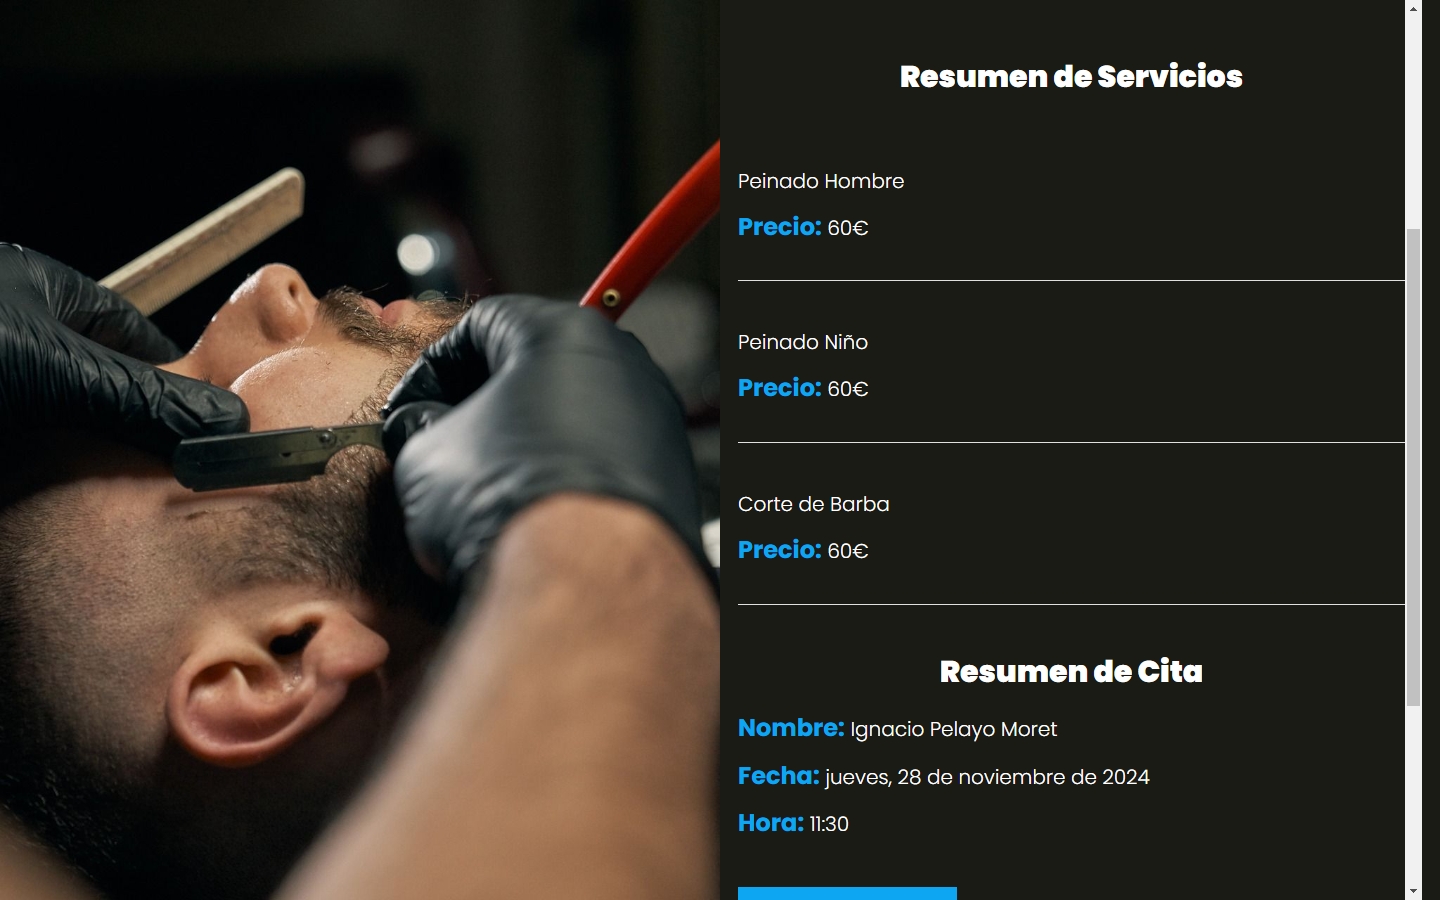 Resumen de Servicios
Peinado Hombre
Precio: 60€
Peinado Niño
Precio: 60€
Corte de Barba
Precio: 60€
Resumen de Cita
Nombre: Ignacio Pelayo Moret
Fecha: jueves, 28 de noviembre de 2024
Hora: 11:30